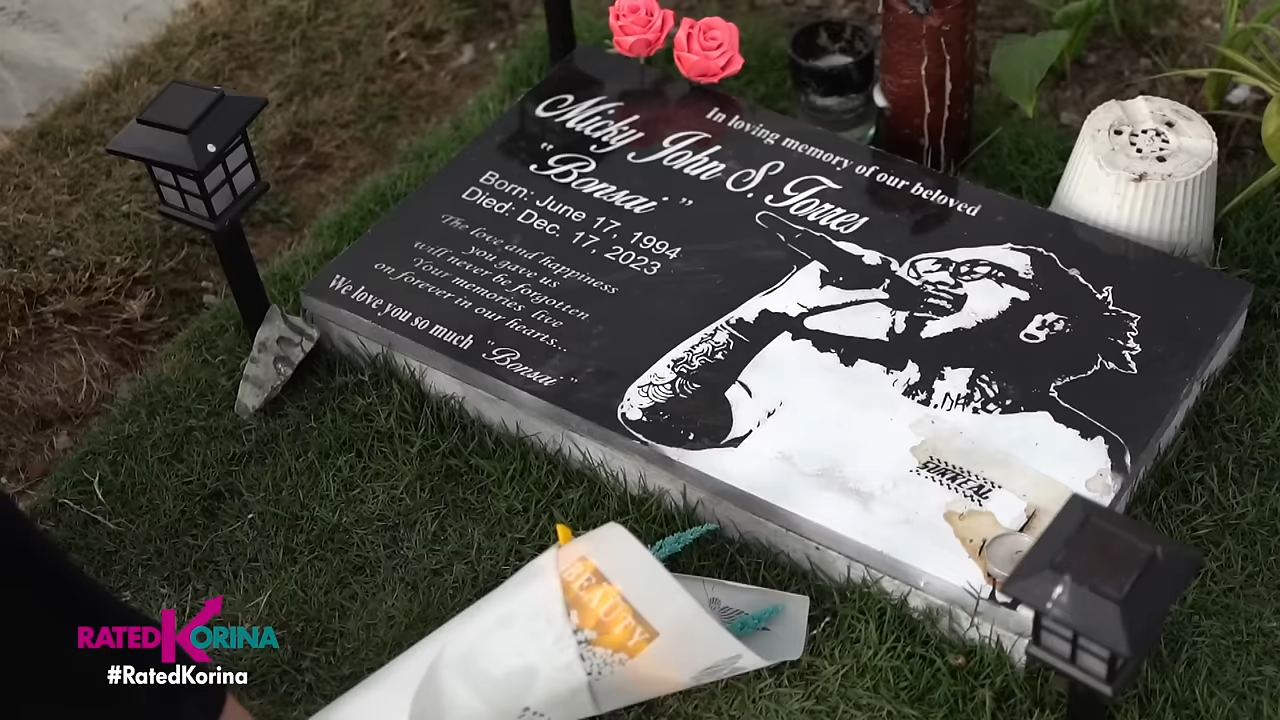 In loving memory of our beloved
Micky John S. Torres
"Bonsai"
Born: June 17, 1994
Died: Dec. 17, 2023
The love and happiness
you gave us
will never be forgotten.
Your memories live
on forever in our hearts...
We love you so much "Bonsai"
SURREAL
BEAUTY
RATEDKORINA
#RatedKorina